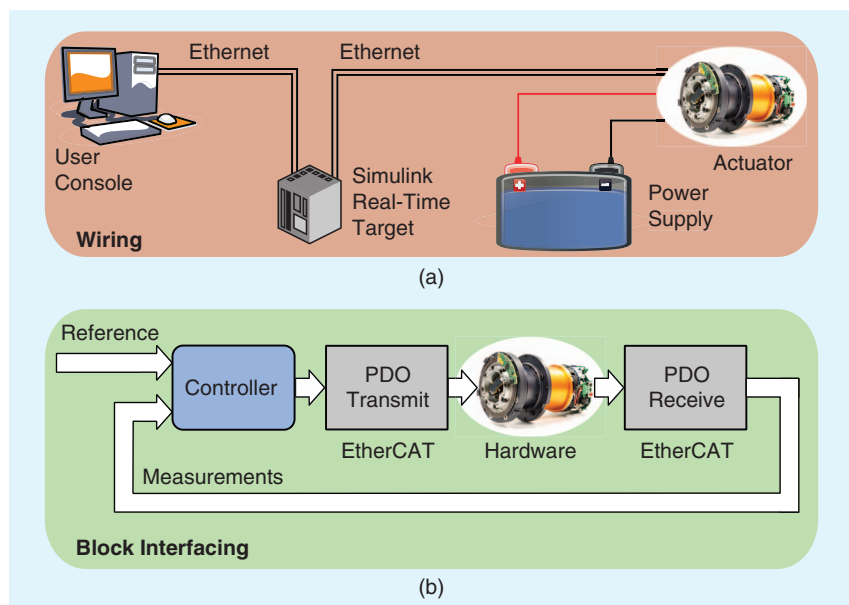 Ethernet
Ethernet
User
Console
Simulink
Real-Time
Target
Actuator
Power
Supply
Wiring
(a)
Reference
Controller
PDO
Transmit
PDO
Receive
EtherCAT
Hardware
EtherCAT
Measurements
Block Interfacing
(b)